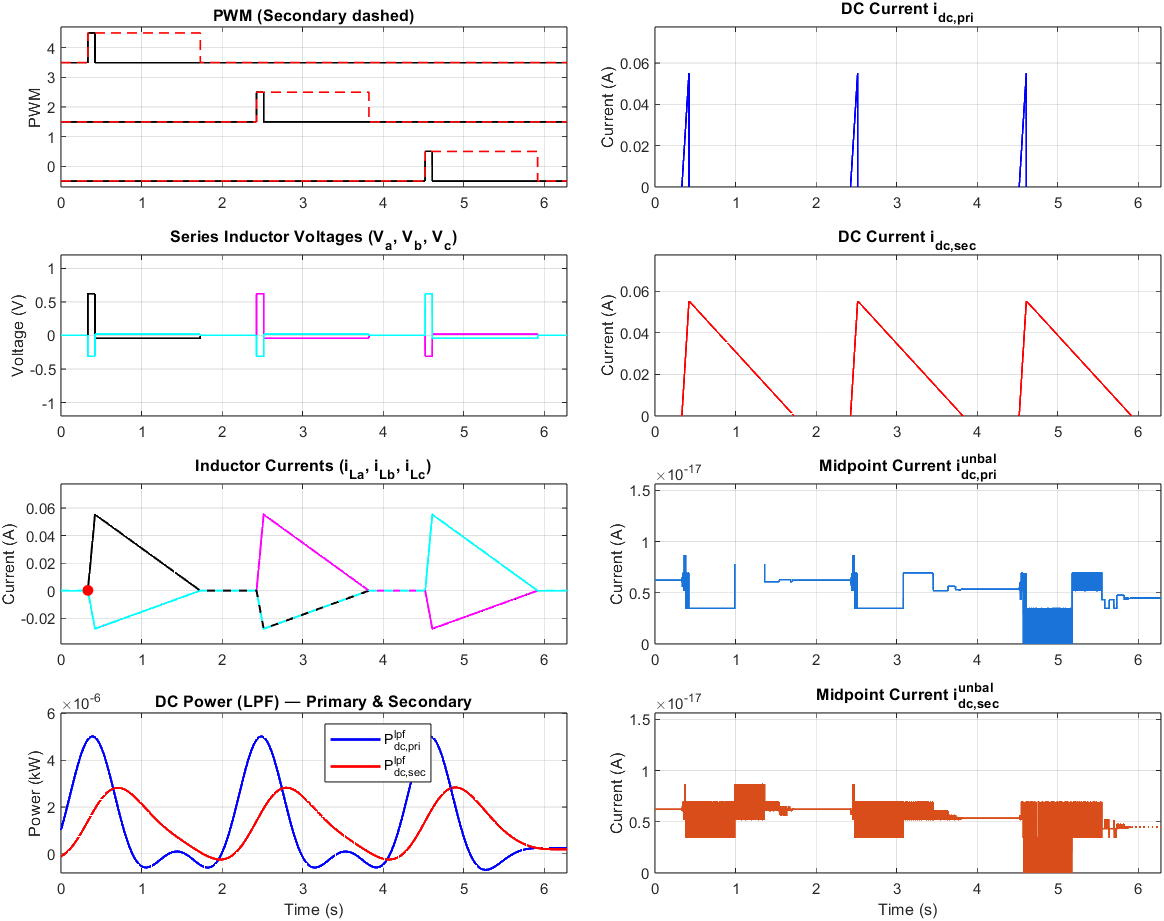 PWM (Secondary dashed)
PWM
4
3
2
1
0
0 1 2 3 4 5 6
DC Current i_dc,pri
Current (A)
0.06
0.04
0.02
0
0 1 2 3 4 5 6
Series Inductor Voltages (V_a, V_b, V_c)
Voltage (V)
1
0.5
0
-0.5
-1
0 1 2 3 4 5 6
DC Current i_dc,sec
Current (A)
0.06
0.04
0.02
0
0 1 2 3 4 5 6
Inductor Currents (i_La, i_Lb, i_Lc)
Current (A)
0.06
0.04
0.02
0
-0.02
0 1 2 3 4 5 6
Midpoint Current i^unbal_dc,pri
×10^-17
Current (A)
1.5
1
0.5
0
0 1 2 3 4 5 6
DC Power (LPF) — Primary & Secondary
×10^-6
Power (kW)
6
4
2
0
P^lpf_dc,pri
P^lpf_dc,sec
0 1 2 3 4 5 6
Time (s)
Midpoint Current i^unbal_dc,sec
×10^-17
Current (A)
1.5
1
0.5
0
0 1 2 3 4 5 6
Time (s)